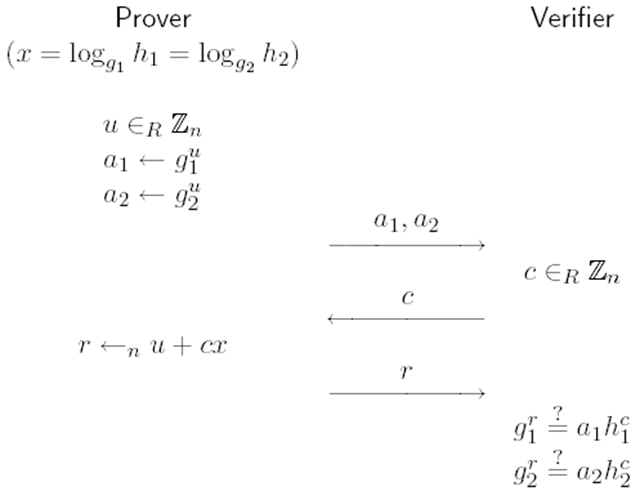 Prover Verifier
(x = log_{g_1} h_1 = log_{g_2} h_2)
u ∈_R ℤ_n
a_1 ← g_1^u
a_2 ← g_2^u
a_1, a_2
c ∈_R ℤ_n
c
r ←_n u + cx
r
g_1^r ≟ a_1 h_1^c
g_2^r ≟ a_2 h_2^c